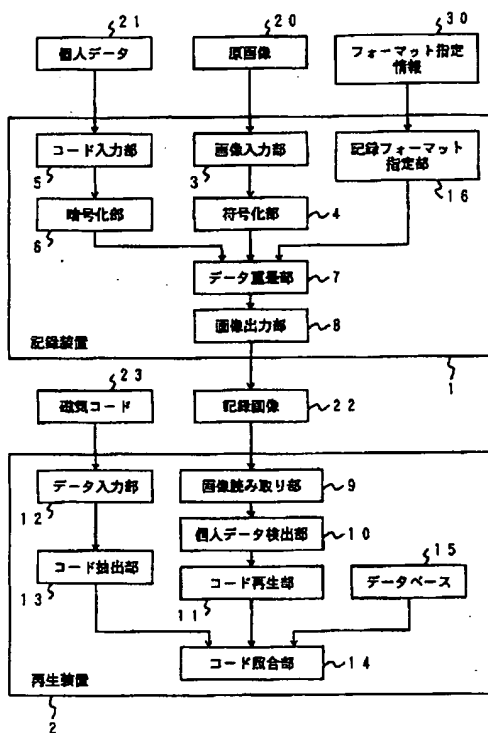 21
20
30
個人データ
原画像
フォーマット指定
情報
コード入力部
5
画像入力部
3
記録フォーマット
指定部
16
暗号化部
6
符号化部
4
データ重畳部
7
画像出力部
8
記録装置
1
23
磁気コード
記録画像
22
データ入力部
12
画像読み取り部
9
個人データ検出部
10
コード抽出部
13
コード再生部
11
15
データベース
コード照合部
14
再生装置
2